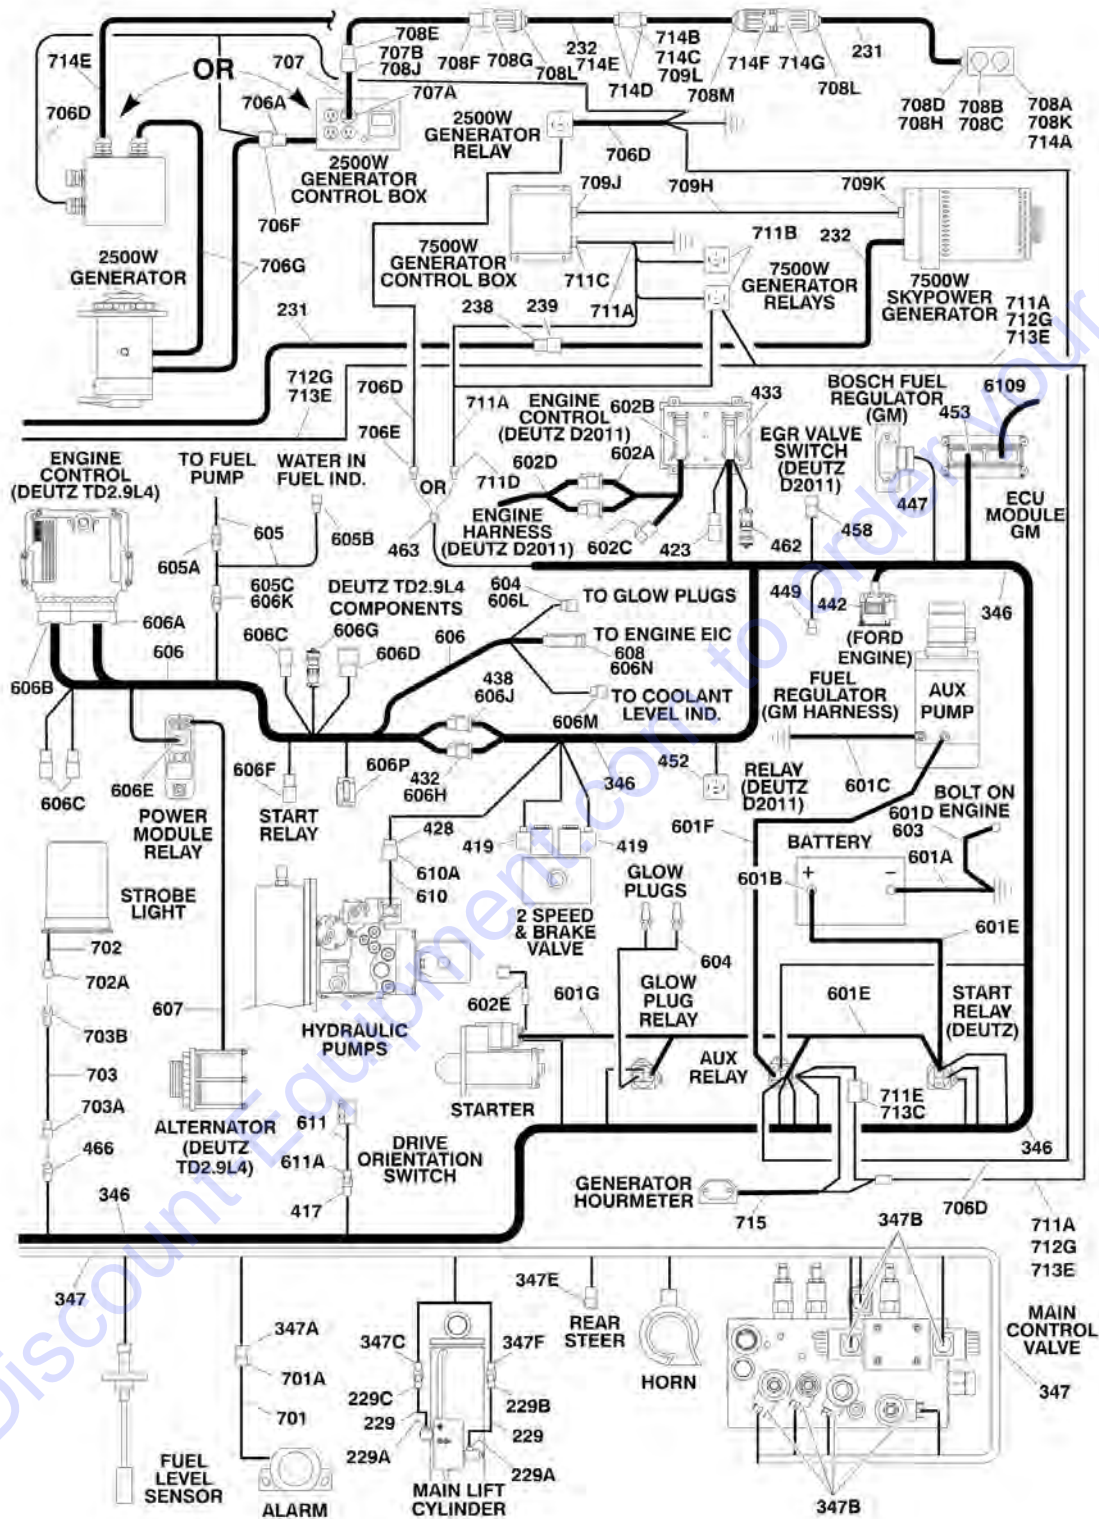 714E
707
708E
707B
708J
708F
708G
708L
232
714E
714B
714C
709L
714D
708M
714F
714G
708L
231
708D
708H
708B
708C
708A
708K
714A
OR
706D
706A
707A
2500W
GENERATOR
RELAY
706D
2500W
GENERATOR
CONTROL BOX
706F
709J
709H
709K
2500W
GENERATOR
706G
7500W
GENERATOR
CONTROL BOX
711B
232
711C
711A
7500W
GENERATOR
RELAYS
7500W
SKYPOWER
GENERATOR
231
238
239
711A
712G
713E
712G
713E
706D
711A
706E
711D
OR
463
ENGINE
CONTROL
(DEUTZ D2011)
602B
433
602D
602A
EGR VALVE
SWITCH
(DEUTZ
D2011)
BOSCH FUEL
REGULATOR
(GM)
453
6109
ENGINE
CONTROL
(DEUTZ TD2.9L4)
TO FUEL
PUMP
WATER IN
FUEL IND.
605
605A
605B
ENGINE
HARNESS
(DEUTZ D2011)
602C
423
462
458
447
ECU
MODULE
GM
605C
606K
DEUTZ TD2.9L4
COMPONENTS
604
606L
TO GLOW PLUGS
449
442
(FORD
ENGINE)
346
606A
606
606B
606C
606G
606D
606
TO ENGINE EIC
608
606N
438
606J
606M
TO COOLANT
LEVEL IND.
FUEL
REGULATOR
(GM HARNESS)
AUX
PUMP
606C
606E
606F
606P
432
606H
346
452
RELAY
(DEUTZ
D2011)
601C
POWER
MODULE
RELAY
START
RELAY
428
419
419
601F
BATTERY
BOLT ON
ENGINE
601D
603
601A
STROBE
LIGHT
610A
610
GLOW
PLUGS
601B
+
-
2 SPEED
& BRAKE
VALVE
604
601E
702
702A
607
602E
601G
GLOW
PLUG
RELAY
601E
START
RELAY
(DEUTZ)
703B
HYDRAULIC
PUMPS
703
AUX
RELAY
703A
STARTER
711E
713C
ALTERNATOR
(DEUTZ
TD2.9L4)
611
DRIVE
ORIENTATION
SWITCH
346
466
611A
417
GENERATOR
HOURMETER
715
706D
346
347B
711A
712G
713E
347
347E
REAR
STEER
347A
347C
347F
MAIN
CONTROL
VALVE
701A
229C
229B
HORN
347
701
229
229
229A
229A
FUEL
LEVEL
SENSOR
ALARM
MAIN LIFT
CYLINDER
347B
Discount-Equipment.com to order your